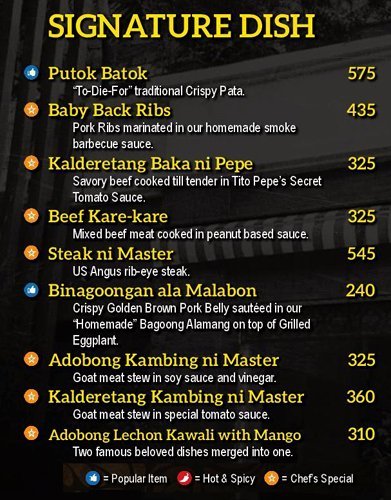 SIGNATURE DISH
Putok Batok 575
"To-Die-For" traditional Crispy Pata.
Baby Back Ribs 435
Pork Ribs marinated in our homemade smoke
barbecue sauce.
Kalderetang Baka ni Pepe 325
Savory beef cooked till tender in Tito Pepe's Secret
Tomato Sauce.
Beef Kare-kare 325
Mixed beef meat cooked in peanut based sauce.
Steak ni Master 545
US Angus rib-eye steak.
Binagoongan ala Malabon 240
Crispy Golden Brown Pork Belly sautéed in our
"Homemade" Bagoong Alamang on top of Grilled
Eggplant.
Adobong Kambing ni Master 325
Goat meat stew in soy sauce and vinegar.
Kalderetang Kambing ni Master 360
Goat meat stew in special tomato sauce.
Adobong Lechon Kawali with Mango 310
Two famous beloved dishes merged into one.
= Popular Item = Hot & Spicy = Chef's Special